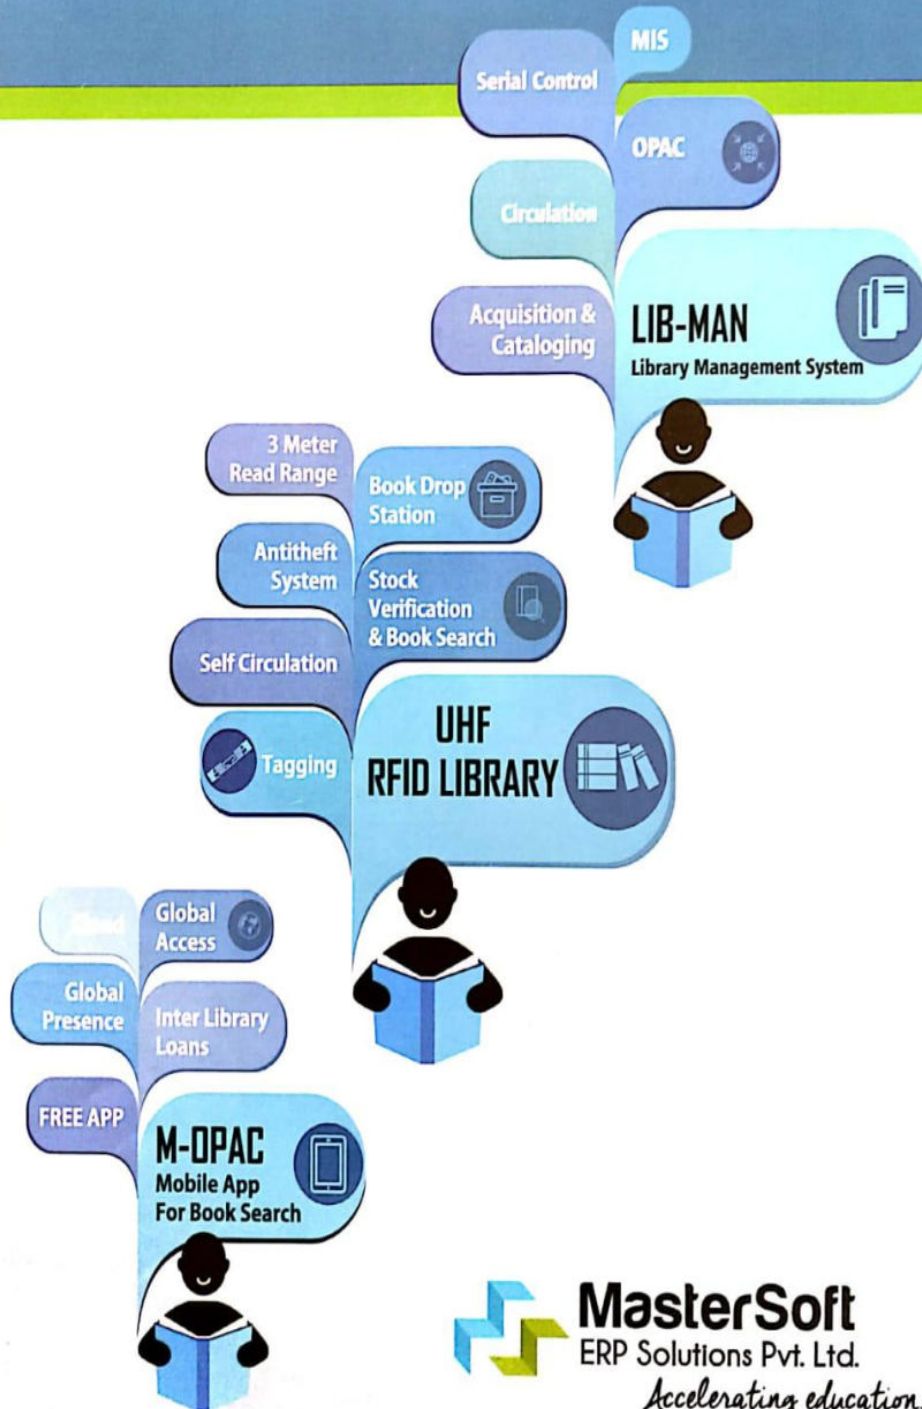 MIS
Serial Control
OPAC
Circulation
Acquisition &
Cataloging
LIB-MAN
Library Management System
3 Meter
Read Range
Book Drop
Station
Antitheft
System
Stock
Verification
& Book Search
Self Circulation
UHF
RFID LIBRARY
Tagging
Cloud
Global
Access
Global
Presence
Inter Library
Loans
FREE APP
M-OPAC
Mobile App
For Book Search
MasterSoft
ERP Solutions Pvt. Ltd.
Accelerating education